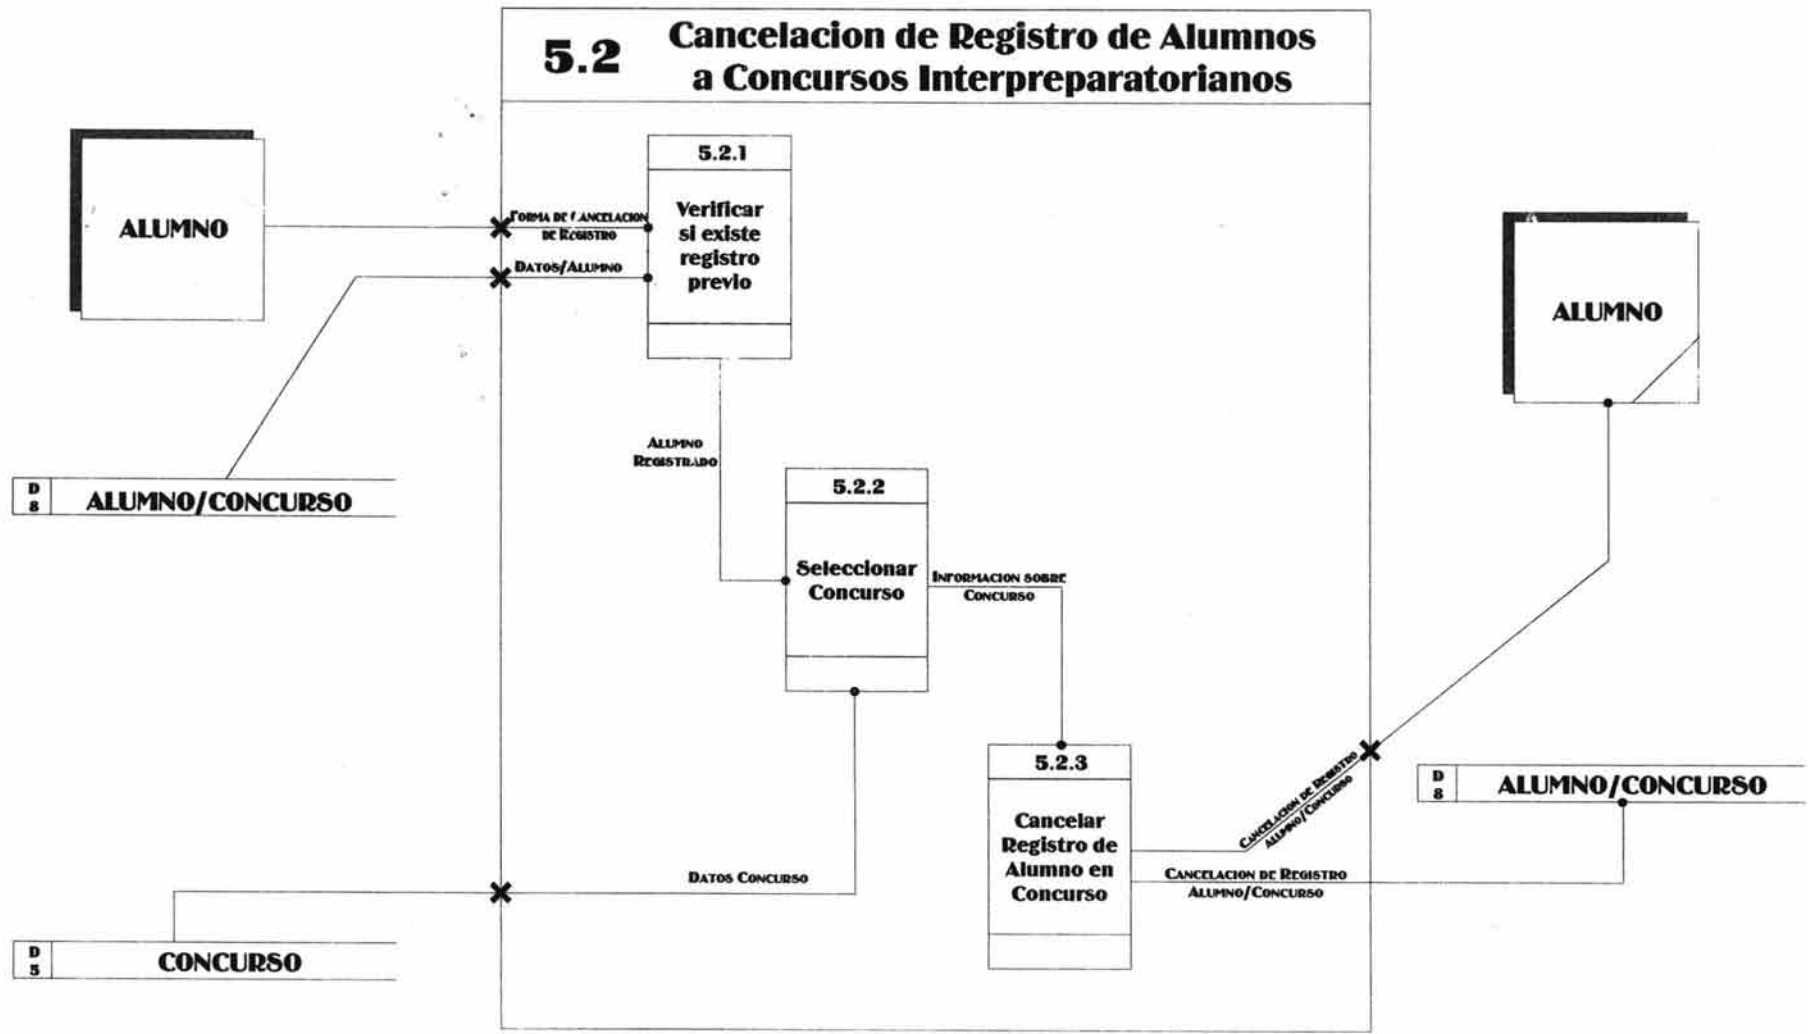 5.2
Cancelacion de Registro de Alumnos
a Concursos Interpreparatorianos
ALUMNO
FORMA DE CANCELACION
DE REGISTRO
DATOS/ALUMNO
5.2.1
Verificar
si existe
registro
previo
ALUMNO
D
8
ALUMNO/CONCURSO
ALUMNO
REGISTRADO
5.2.2
Seleccionar
Concurso
INFORMACION SOBRE
CONCURSO
5.2.3
Cancelar
Registro de
Alumno en
Concurso
CANCELACION DE REGISTRO
ALUMNO/CONCURSO
CANCELACION DE REGISTRO
ALUMNO/CONCURSO
D
8
ALUMNO/CONCURSO
DATOS CONCURSO
D
5
CONCURSO